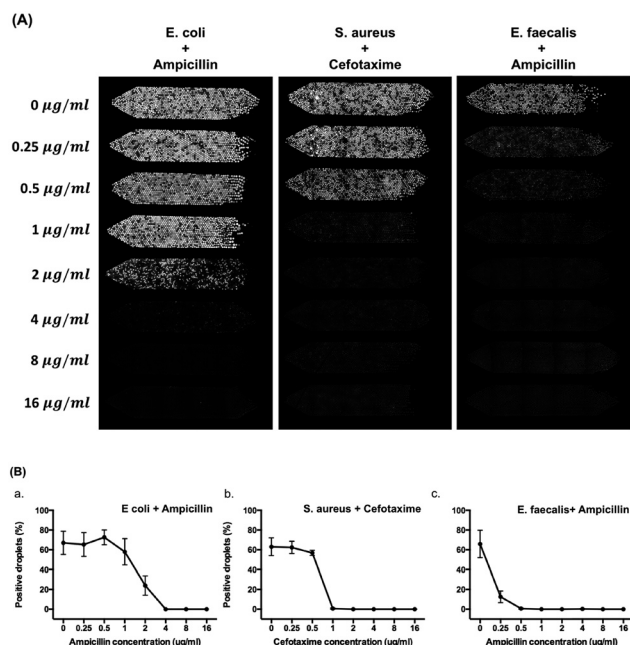 (A)
E. coli
+
Ampicillin
S. aureus
+
Cefotaxime
E. faecalis
+
Ampicillin
0 μg/ml
0.25 μg/ml
0.5 μg/ml
1 μg/ml
2 μg/ml
4 μg/ml
8 μg/ml
16 μg/ml
(B)
a.
E coli + Ampicillin
Positive droplets (%)
100
80
60
40
20
0
0 0.25 0.5 1 2 4 8 16
Ampicillin concentration (ug/ml)
b.
S. aureus + Cefotaxime
Positive droplets (%)
100
80
60
40
20
0
0 0.25 0.5 1 2 4 8 16
Cefotaxime concentration (ug/ml)
c.
E. faecalis+ Ampicillin
Positive droplets (%)
100
80
60
40
20
0
0 0.25 0.5 1 2 4 8 16
Ampicillin concentration (ug/ml)